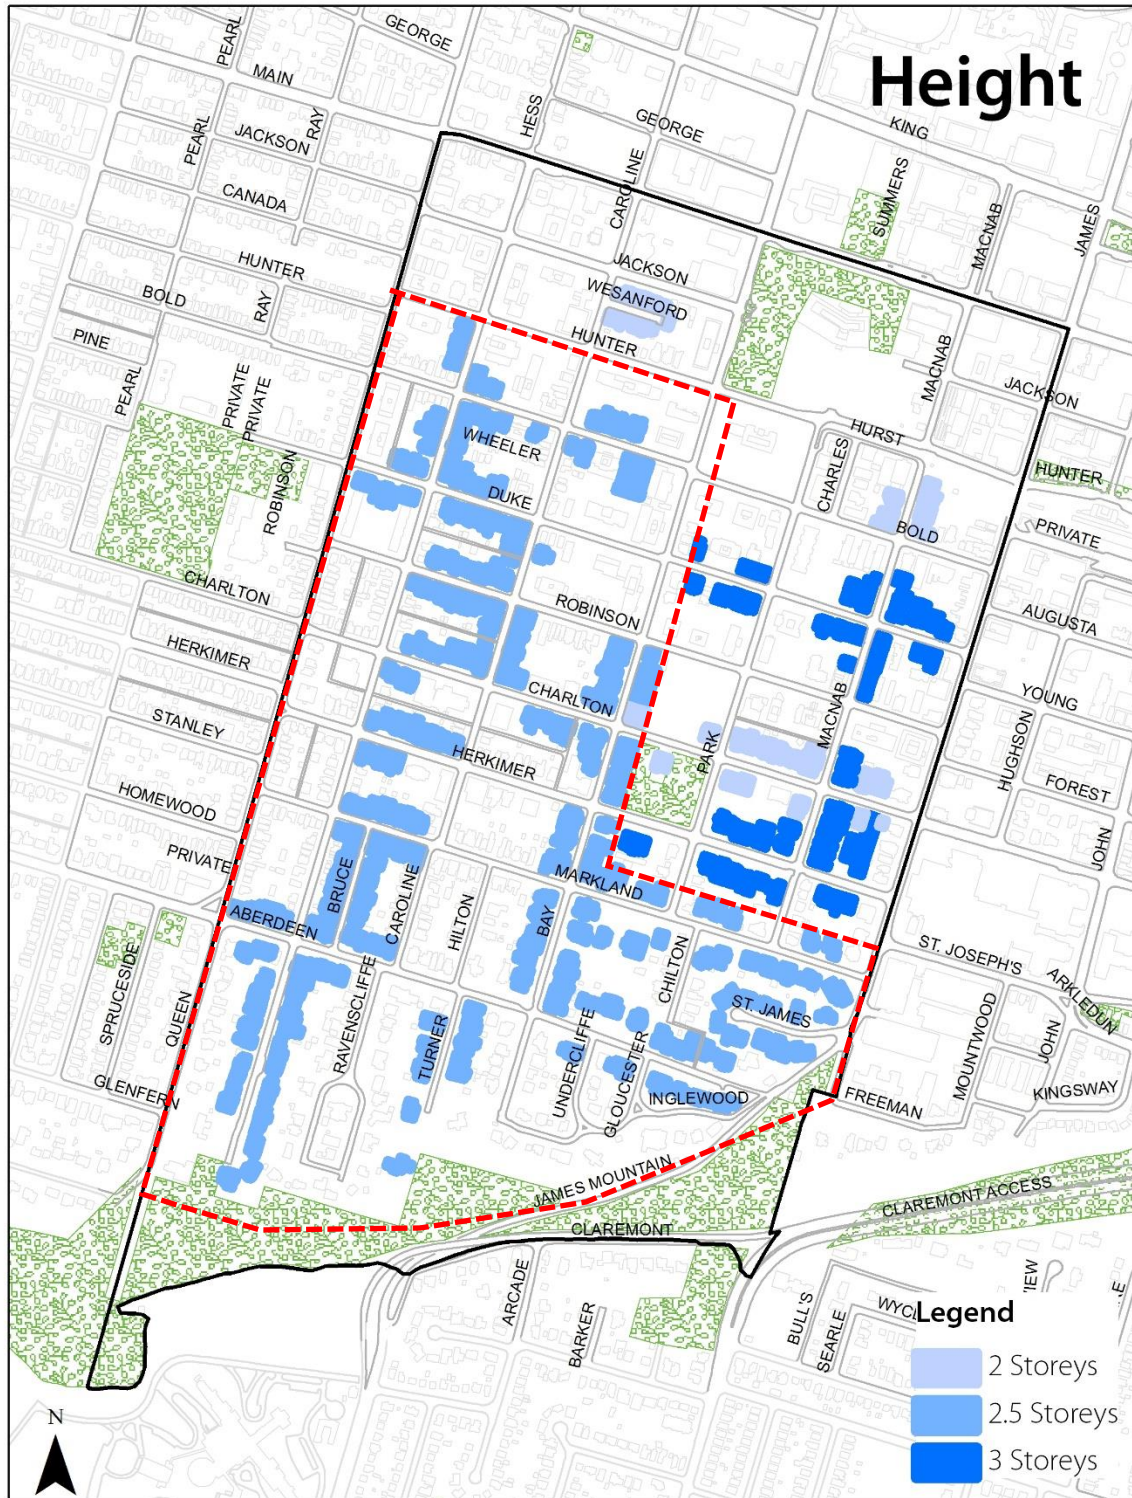 Height
PEARL
GEORGE
MAIN
RAY
HESS
GEORGE
KING
PEARL
JACKSON
CAROLINE
SUMMERS
MACNAB
JAMES
CANADA
HUNTER
JACKSON
WESANFORD
BOLD
RAY
HUNTER
PINE
MACNAB
JACKSON
PEARL
PRIVATE
PRIVATE
HURST
WHEELER
CHARLES
HUNTER
ROBINSON
DUKE
BOLD
PRIVATE
CHARLTON
ROBINSON
AUGUSTA
HERKIMER
CHARLTON
MACNAB
YOUNG
STANLEY
HERKIMER
PARK
HUGHSON
FOREST
HOMEWOOD
JOHN
PRIVATE
BRUCE
CAROLINE
MARKLAND
ABERDEEN
HILTON
BAY
CHILTON
ST. JOSEPH'S
SPRUCESIDE
QUEEN
RAVENSCLIFFE
ST. JAMES
ARKLEDUN
TURNER
UNDERCLIFFE
GLOUCESTER
MOUNTWOOD
JOHN
GLENFERN
INGLEWOOD
FREEMAN
KINGSWAY
JAMES MOUNTAIN
CLAREMONT
CLAREMONT ACCESS
ARCADE
BARKER
BULL'S
SEARLE
Legend
2 Storeys
2.5 Storeys
3 Storeys
N